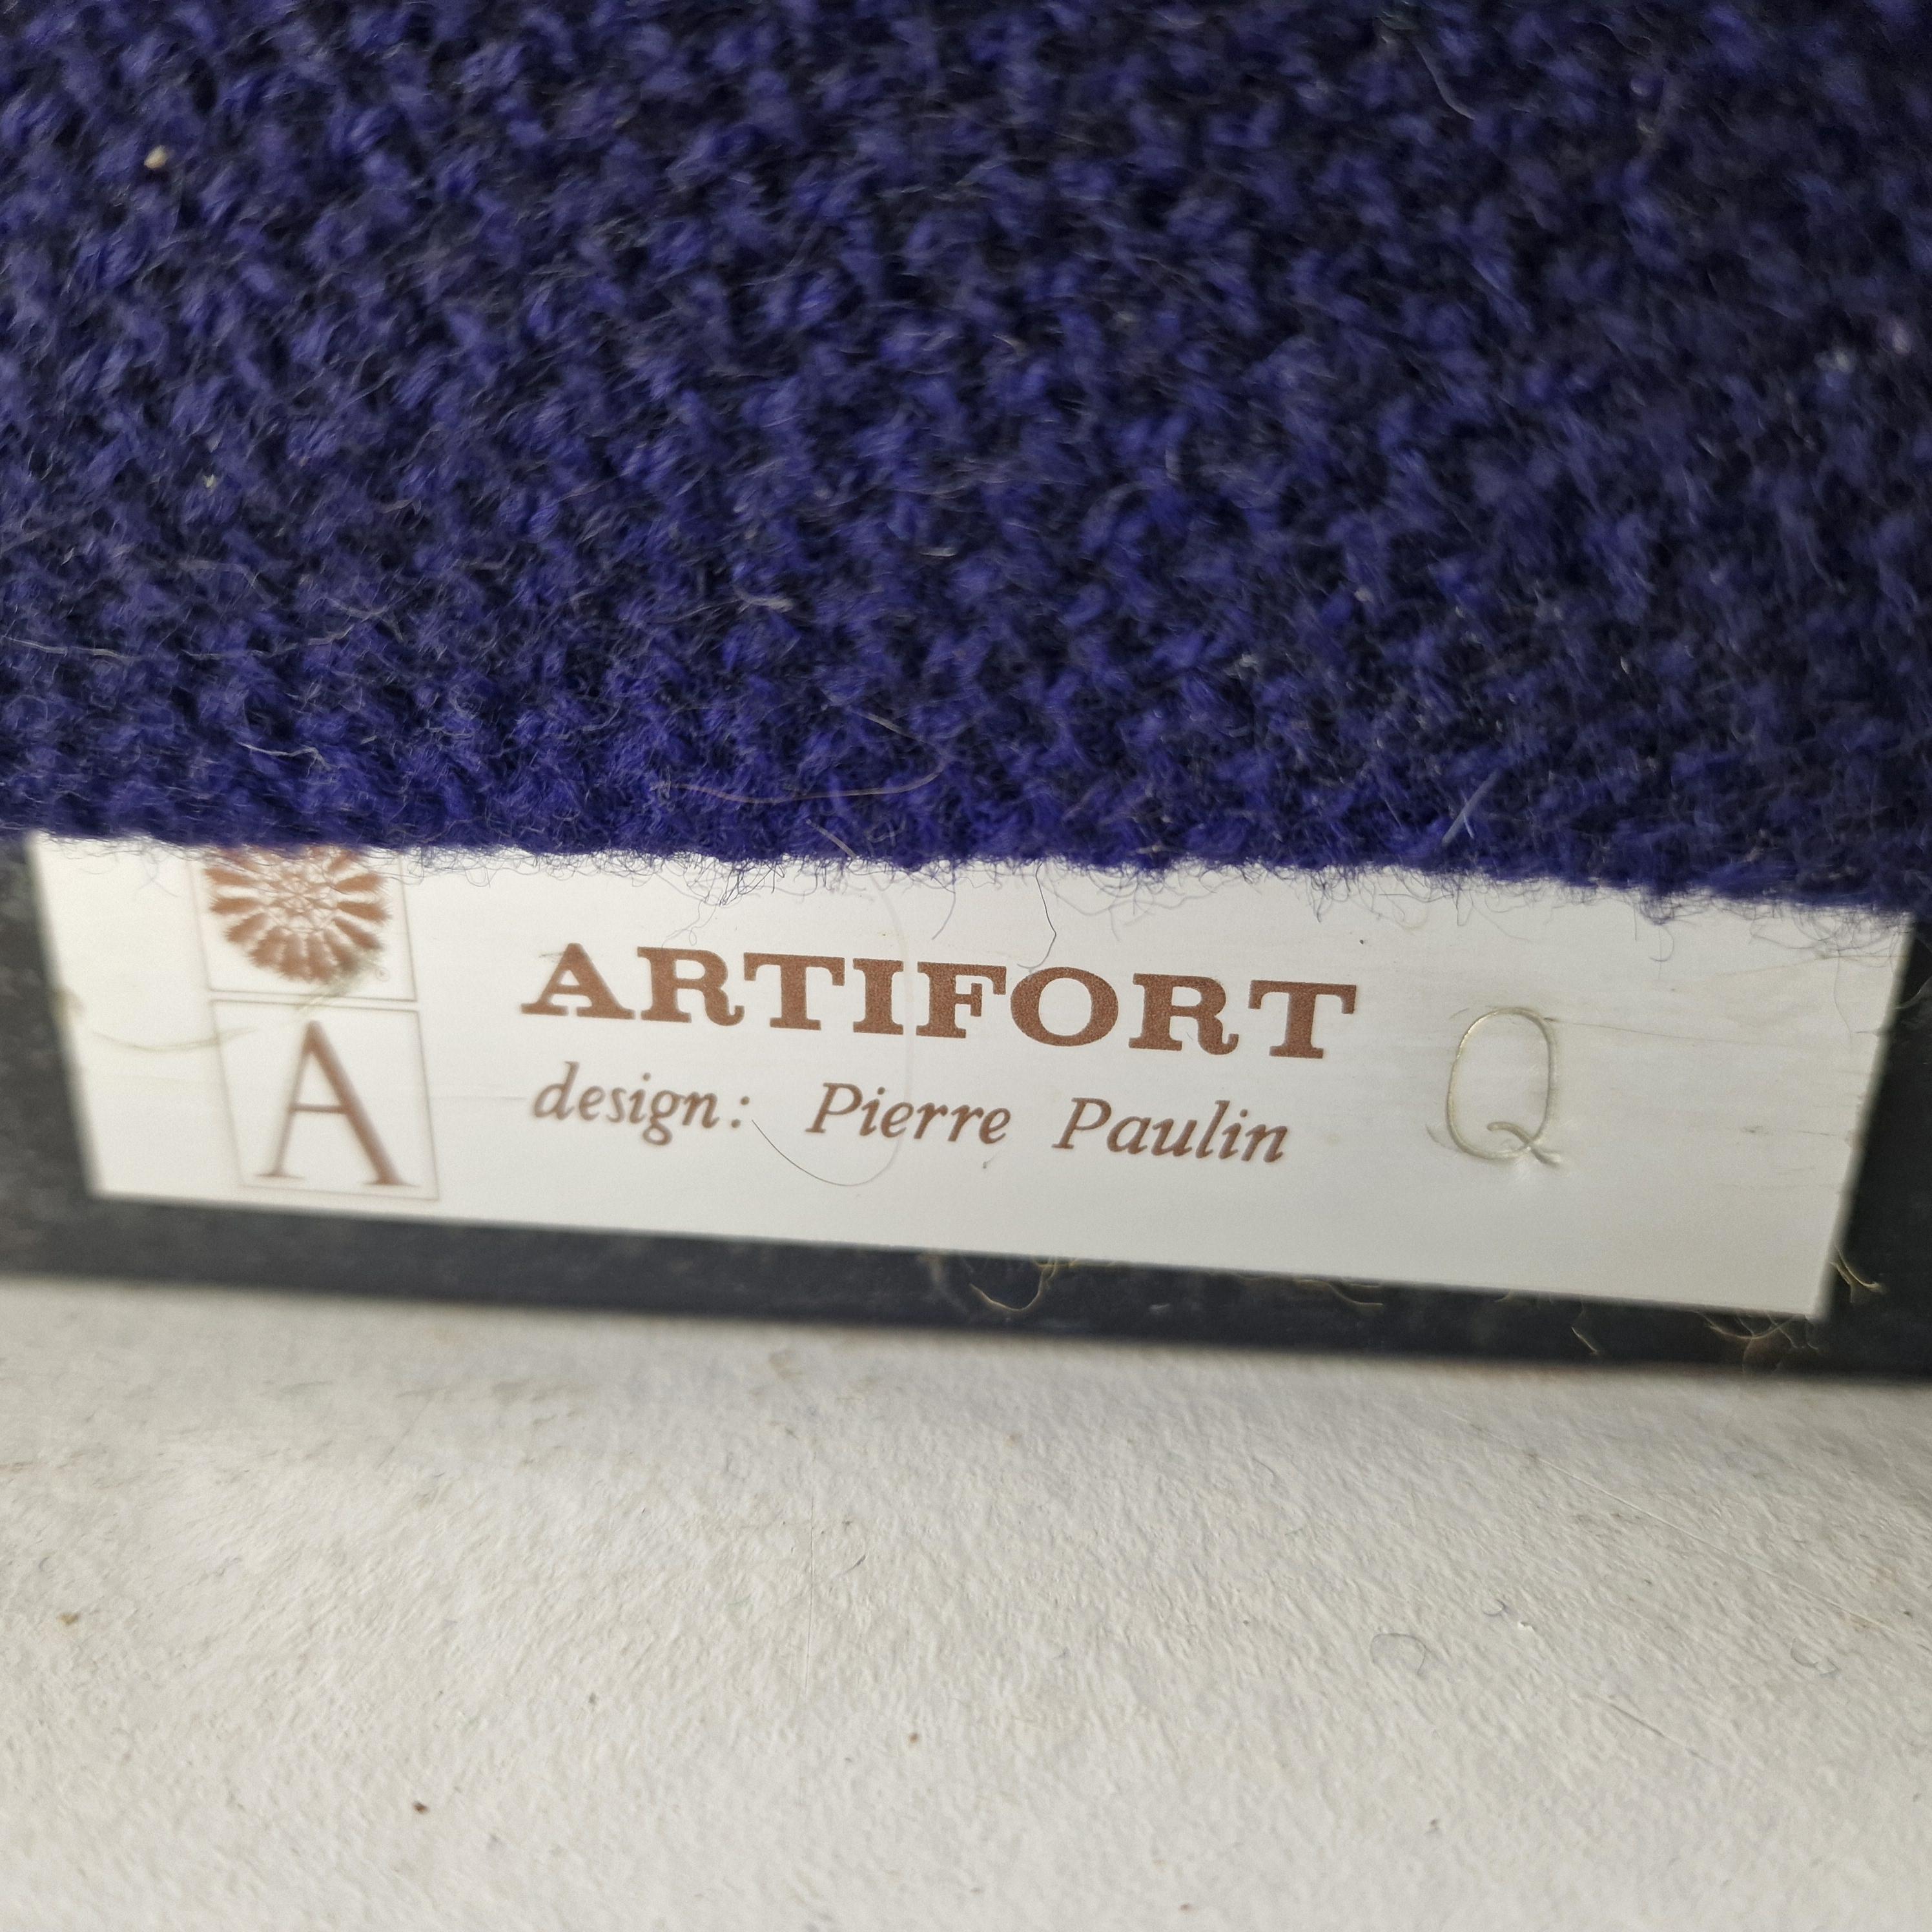 ARTIFORT
design: Pierre Paulin
A
Q